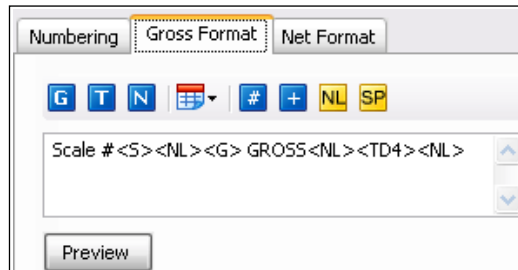 Numbering Gross Format Net Format
G T N # + NL SP
Scale #<S><NL><G> GROSS<NL><TD4><NL>
Preview